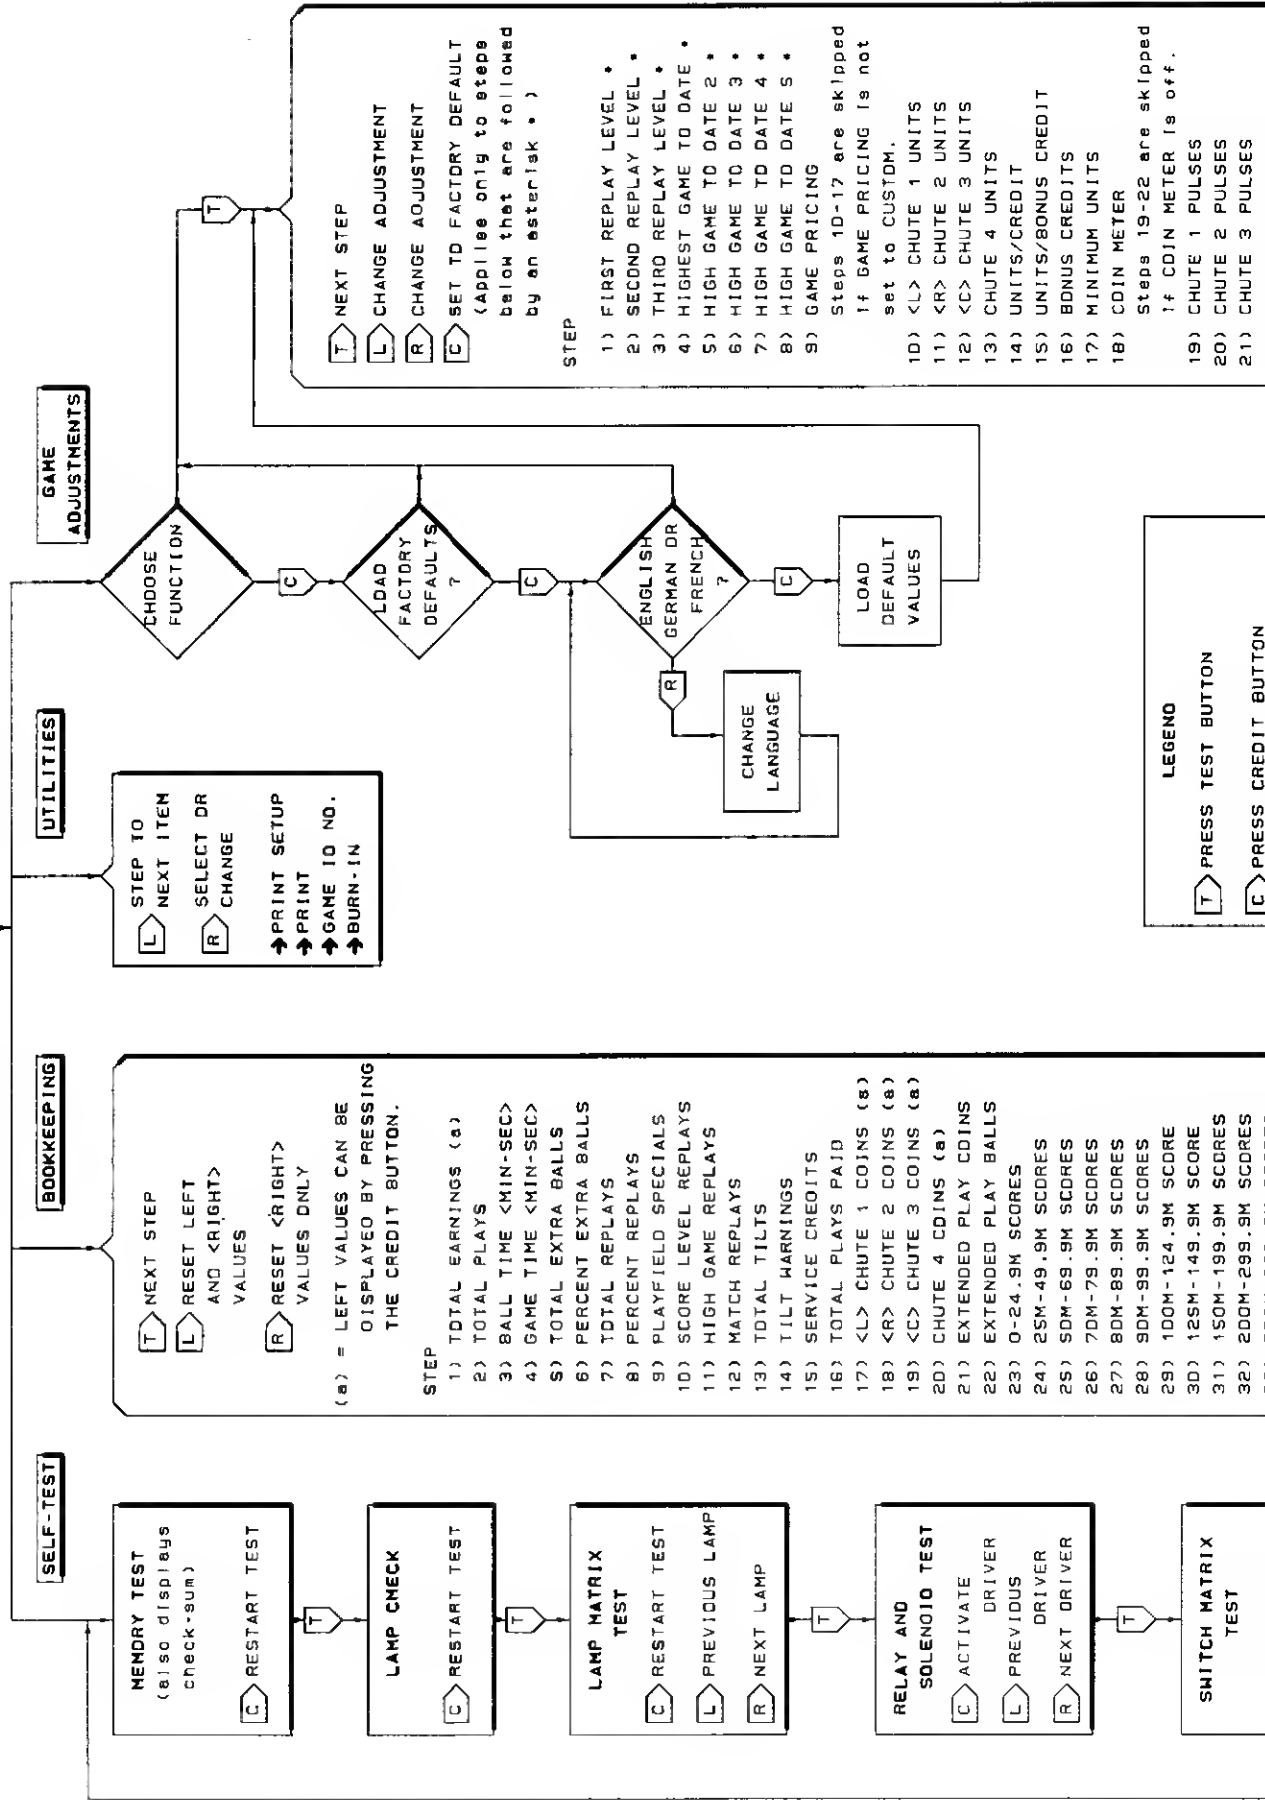 SELF-TEST
MEMORY TEST
(also displays
check-sum)
C RESTART TEST
T
LAMP CHECK
C RESTART TEST
T
LAMP MATRIX
TEST
C RESTART TEST
L PREVIOUS LAMP
R NEXT LAMP
T
RELAY AND
SOLENOID TEST
C ACTIVATE
DRIVER
L PREVIOUS
DRIVER
R NEXT DRIVER
T
SWITCH MATRIX
TEST
BOOKKEEPING
T NEXT STEP
L RESET LEFT
AND <RIGHT>
VALUES
R RESET <RIGHT>
VALUES ONLY
(a) = LEFT VALUES CAN BE
DISPLAYED BY PRESSING
THE CREDIT BUTTON.
STEP
1) TOTAL EARNINGS (a)
2) TOTAL PLAYS
3) BALL TIME <MIN-SEC>
4) GAME TIME <MIN-SEC>
5) TOTAL EXTRA BALLS
6) PERCENT EXTRA BALLS
7) TOTAL REPLAYS
8) PERCENT REPLAYS
9) PLAYFIELD SPECIALS
10) SCORE LEVEL REPLAYS
11) HIGH GAME REPLAYS
12) MATCH REPLAYS
13) TOTAL TILTS
14) TILT WARNINGS
15) SERVICE CREDITS
16) TOTAL PLAYS PAID
17) <L> CHUTE 1 COINS (a)
18) <R> CHUTE 2 COINS (a)
19) <C> CHUTE 3 COINS (a)
20) CHUTE 4 COINS (a)
21) EXTENDED PLAY COINS
22) EXTENDED PLAY BALLS
23) 0-24.9M SCORES
24) 25M-49.9M SCORES
25) 50M-69.9M SCORES
26) 70M-79.9M SCORES
27) 80M-89.9M SCORES
28) 90M-99.9M SCORES
29) 100M-124.9M SCORE
30) 125M-149.9M SCORE
31) 150M-199.9M SCORES
32) 200M-299.9M SCORES
UTILITIES
L STEP TO
NEXT ITEM
R SELECT OR
CHANGE
➔PRINT SETUP
➔PRINT
➔GAME ID NO.
➔BURN-IN
GAME
ADJUSTMENTS
CHOOSE
FUNCTION
C
LOAD
FACTORY
DEFAULTS
?
C
ENGLISH
GERMAN OR
FRENCH
?
R
CHANGE
LANGUAGE
C
LOAD
DEFAULT
VALUES
T
T NEXT STEP
L CHANGE ADJUSTMENT
R CHANGE ADJUSTMENT
C SET TO FACTORY DEFAULT
(Applies only to steps
below that are followed
by an asterisk * )
STEP
1) FIRST REPLAY LEVEL *
2) SECOND REPLAY LEVEL *
3) THIRD REPLAY LEVEL *
4) HIGHEST GAME TO DATE *
5) HIGH GAME TO DATE 2 *
6) HIGH GAME TO DATE 3 *
7) HIGH GAME TO DATE 4 *
8) HIGH GAME TO DATE 5 *
9) GAME PRICING
Steps 10-17 are skipped
if GAME PRICING is not
set to CUSTOM.
10) <L> CHUTE 1 UNITS
11) <R> CHUTE 2 UNITS
12) <C> CHUTE 3 UNITS
13) CHUTE 4 UNITS
14) UNITS/CREDIT
15) UNITS/BONUS CREDIT
16) BONUS CREDITS
17) MINIMUM UNITS
18) COIN METER
Steps 19-22 are skipped
if COIN METER is off.
19) CHUTE 1 PULSES
20) CHUTE 2 PULSES
21) CHUTE 3 PULSES
LEGEND
T PRESS TEST BUTTON
C PRESS CREDIT BUTTON